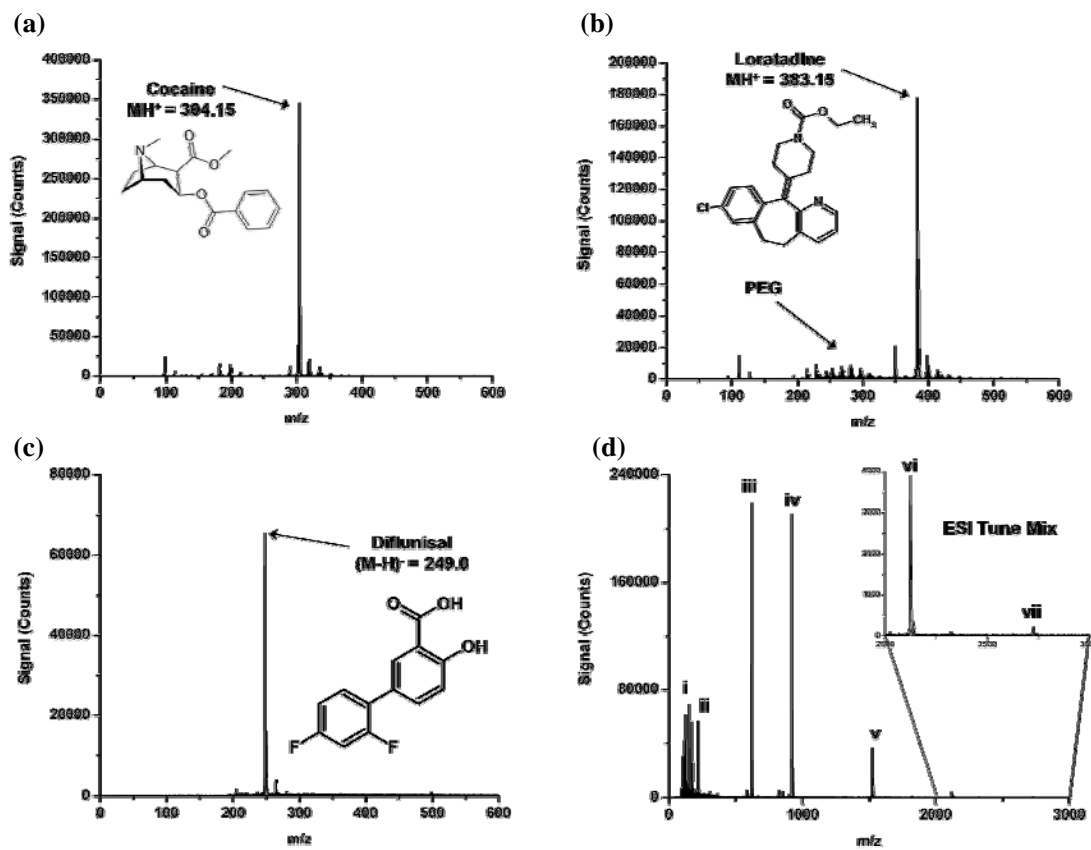 (a)
400000
350000
300000
250000
200000
150000
100000
50000
0
Signal (Counts)
Cocaine
MH⁺ = 304.15
N
O
O
O
O
0 100 200 300 400 500 600
m/z
(b)
200000
180000
160000
140000
120000
100000
80000
60000
40000
20000
0
Signal (Counts)
Loratadine
MH⁺ = 383.15
O
O
CH₃
N
Cl
N
PEG
0 100 200 300 400 500 600
m/z
(c)
80000
60000
40000
20000
0
Signal (Counts)
Diflunisal
(M-H)⁻ = 249.0
O
OH
OH
F
F
0 100 200 300 400 500 600
m/z
(d)
240000
160000
80000
0
Signal (Counts)
i
ii
iii
iv
v
vi
vii
ESI Tune Mix
0 1000 2000 3000
m/z